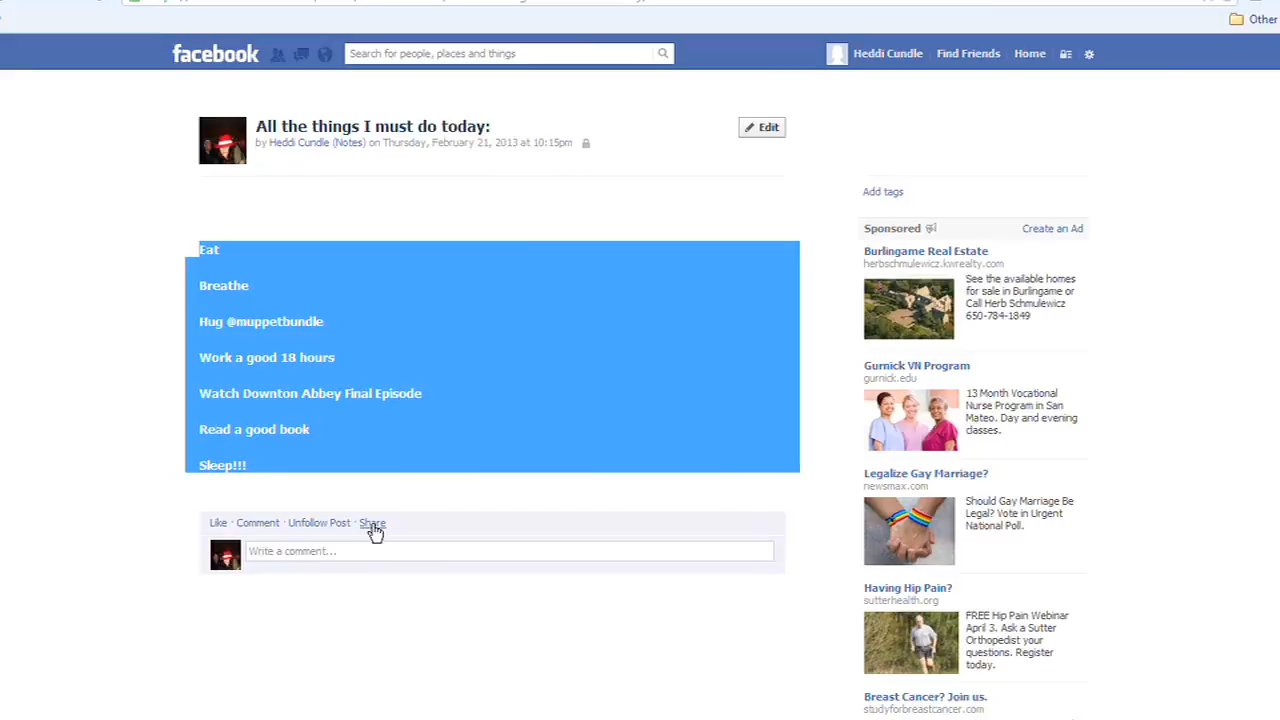 Other
facebook
Search for people, places and things
Heddi Cundle
Find Friends
Home
All the things I must do today:
by Heddi Cundle (Notes) on Thursday, February 21, 2013 at 10:15pm
Edit
Eat
Breathe
Hug @muppetbundle
Work a good 18 hours
Watch Downton Abbey Final Episode
Read a good book
Sleep!!!
Like · Comment · Unfollow Post · Share
Write a comment...
Add tags
Sponsored
Create an Ad
Burlingame Real Estate
herbschmulewicz.kwrealty.com
See the available homes
for sale in Burlingame or
Call Herb Schmulewicz
650-784-1849
Gurnick VN Program
gurnick.edu
13 Month Vocational
Nurse Program in San
Mateo. Day and evening
classes.
Legalize Gay Marriage?
newsmax.com
Should Gay Marriage Be
Legal? Vote in Urgent
National Poll.
Having Hip Pain?
sutterhealth.org
FREE Hip Pain Webinar
April 3. Ask a Sutter
Orthopedist your
questions. Register
today.
Breast Cancer? Join us.
studyforbreastcancer.com